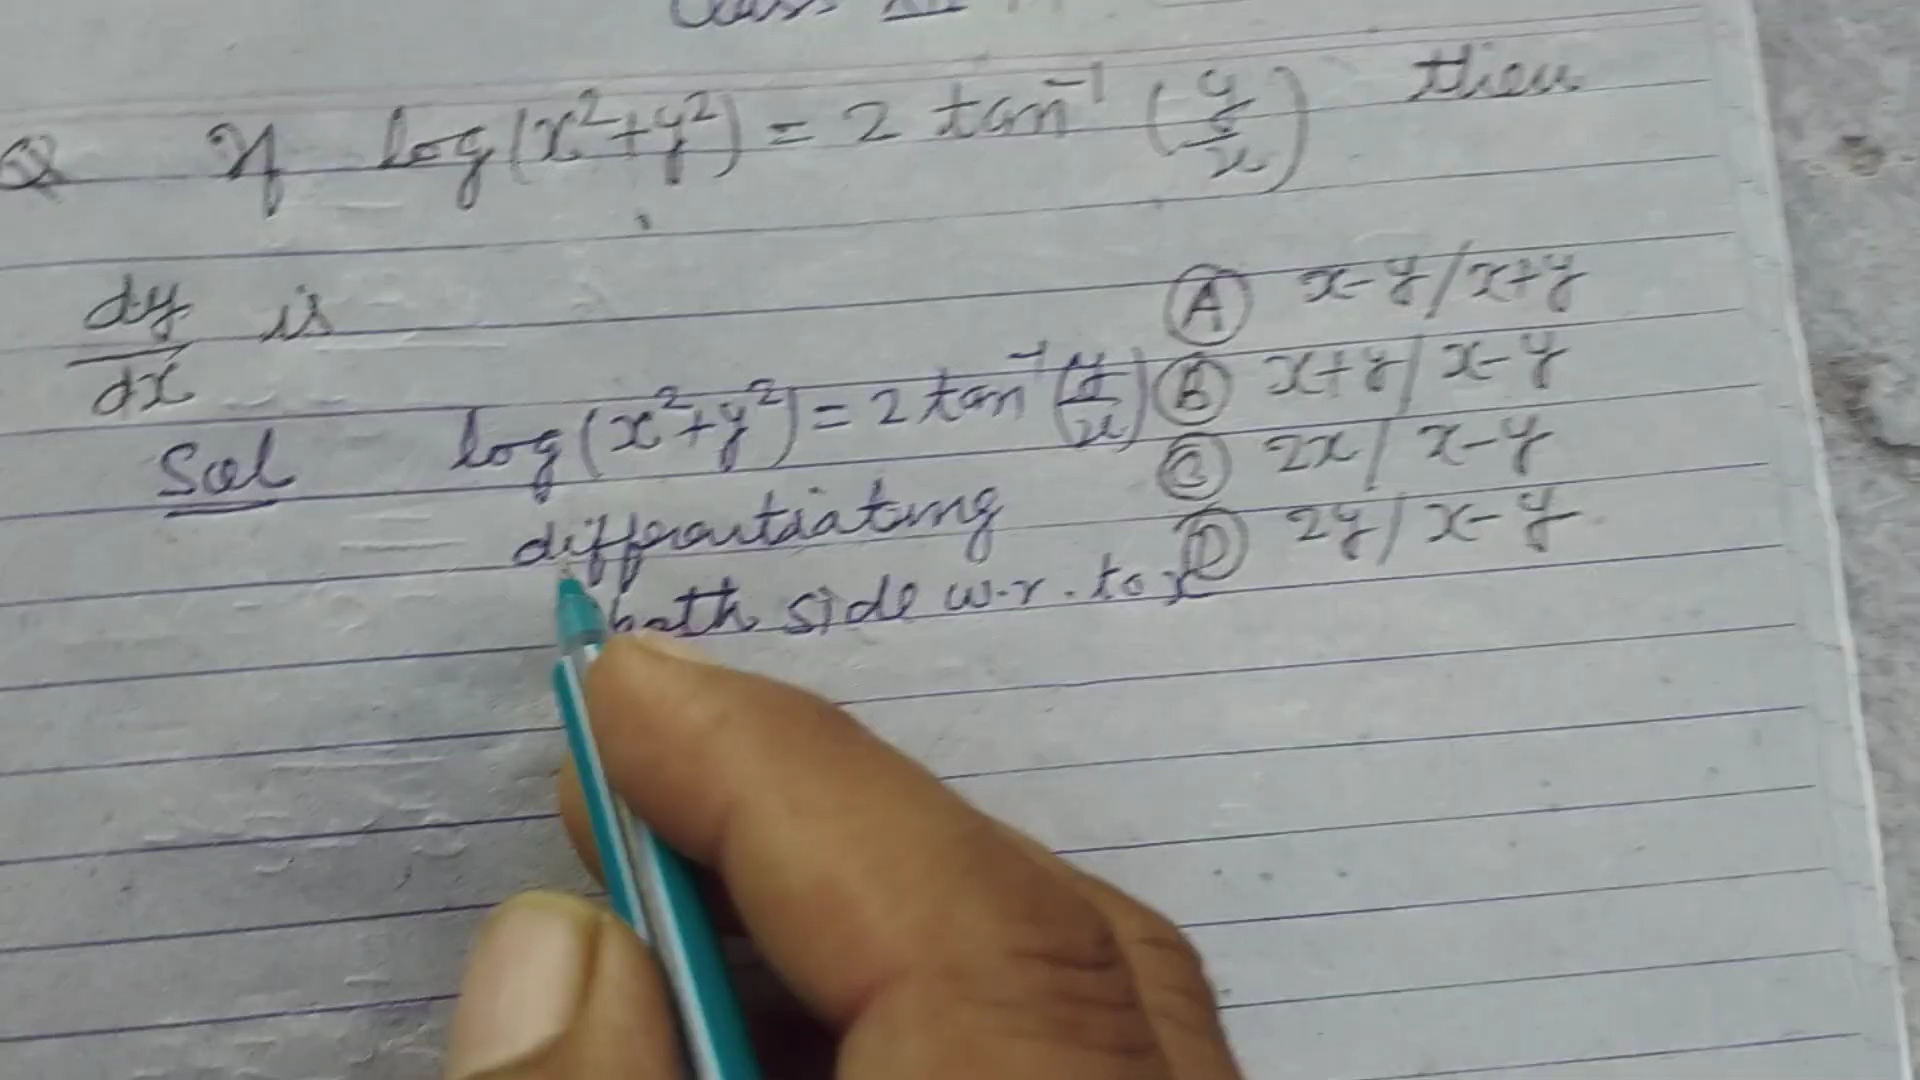 Class XII
Q If log(x²+y²) = 2 tan⁻¹ (y/x) then
dy/dx is
(A) x-y/x+y
(B) x+y/x-y
(C) 2x/x-y
(D) 2y/x-y
Sol log(x²+y²) = 2 tan⁻¹(y/x)
differentiating
both side w.r. to x